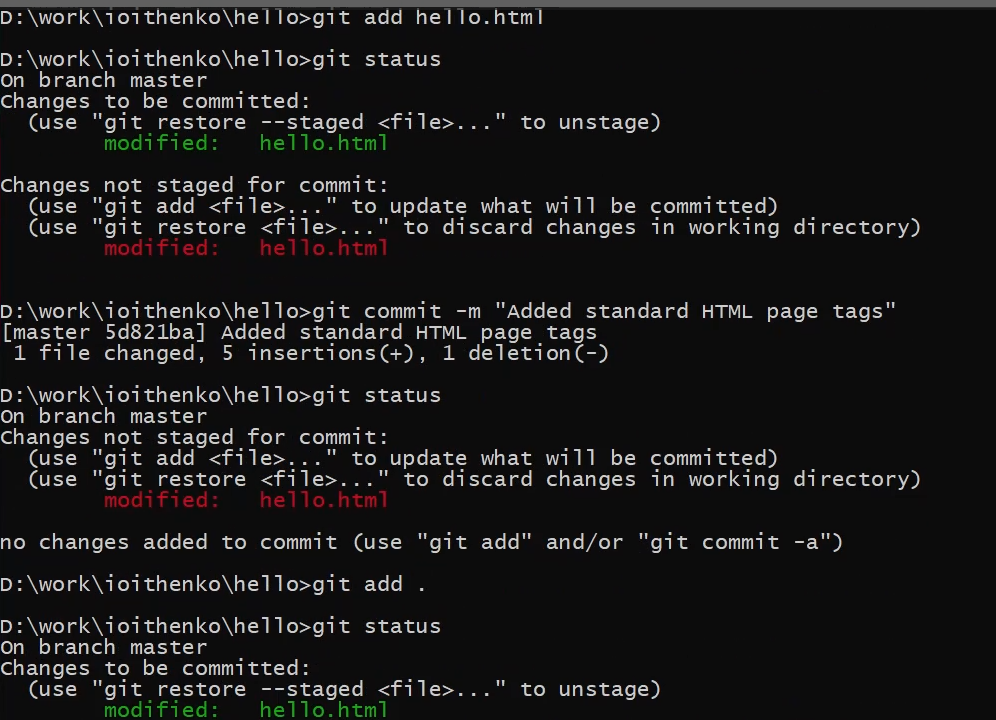 D:\work\ioithenko\hello>git add hello.html
D:\work\ioithenko\hello>git status
On branch master
Changes to be committed:
  (use "git restore --staged <file>..." to unstage)
        modified:   hello.html
Changes not staged for commit:
  (use "git add <file>..." to update what will be committed)
  (use "git restore <file>..." to discard changes in working directory)
        modified:   hello.html
D:\work\ioithenko\hello>git commit -m "Added standard HTML page tags"
[master 5d821ba] Added standard HTML page tags
 1 file changed, 5 insertions(+), 1 deletion(-)
D:\work\ioithenko\hello>git status
On branch master
Changes not staged for commit:
  (use "git add <file>..." to update what will be committed)
  (use "git restore <file>..." to discard changes in working directory)
        modified:   hello.html
no changes added to commit (use "git add" and/or "git commit -a")
D:\work\ioithenko\hello>git add .
D:\work\ioithenko\hello>git status
On branch master
Changes to be committed:
  (use "git restore --staged <file>..." to unstage)
        modified:   hello.html